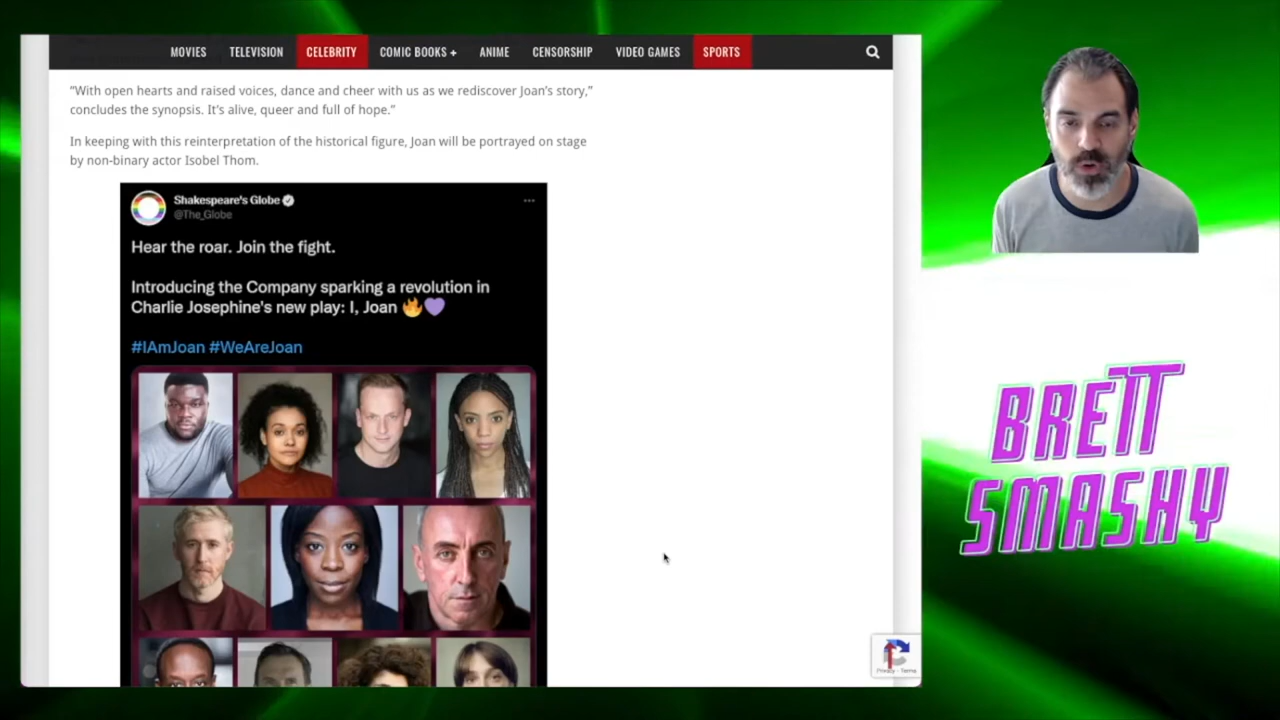 MOVIES TELEVISION CELEBRITY COMIC BOOKS + ANIME CENSORSHIP VIDEO GAMES SPORTS
"With open hearts and raised voices, dance and cheer with us as we rediscover Joan's story,"
concludes the synopsis. It's alive, queer and full of hope."
In keeping with this reinterpretation of the historical figure, Joan will be portrayed on stage
by non-binary actor Isobel Thom.
Shakespeare's Globe
@The_Globe
Hear the roar. Join the fight.
Introducing the Company sparking a revolution in
Charlie Josephine's new play: I, Joan 🔥💜
#IAmJoan #WeAreJoan
BRETT
SMASHY
Privacy - Terms